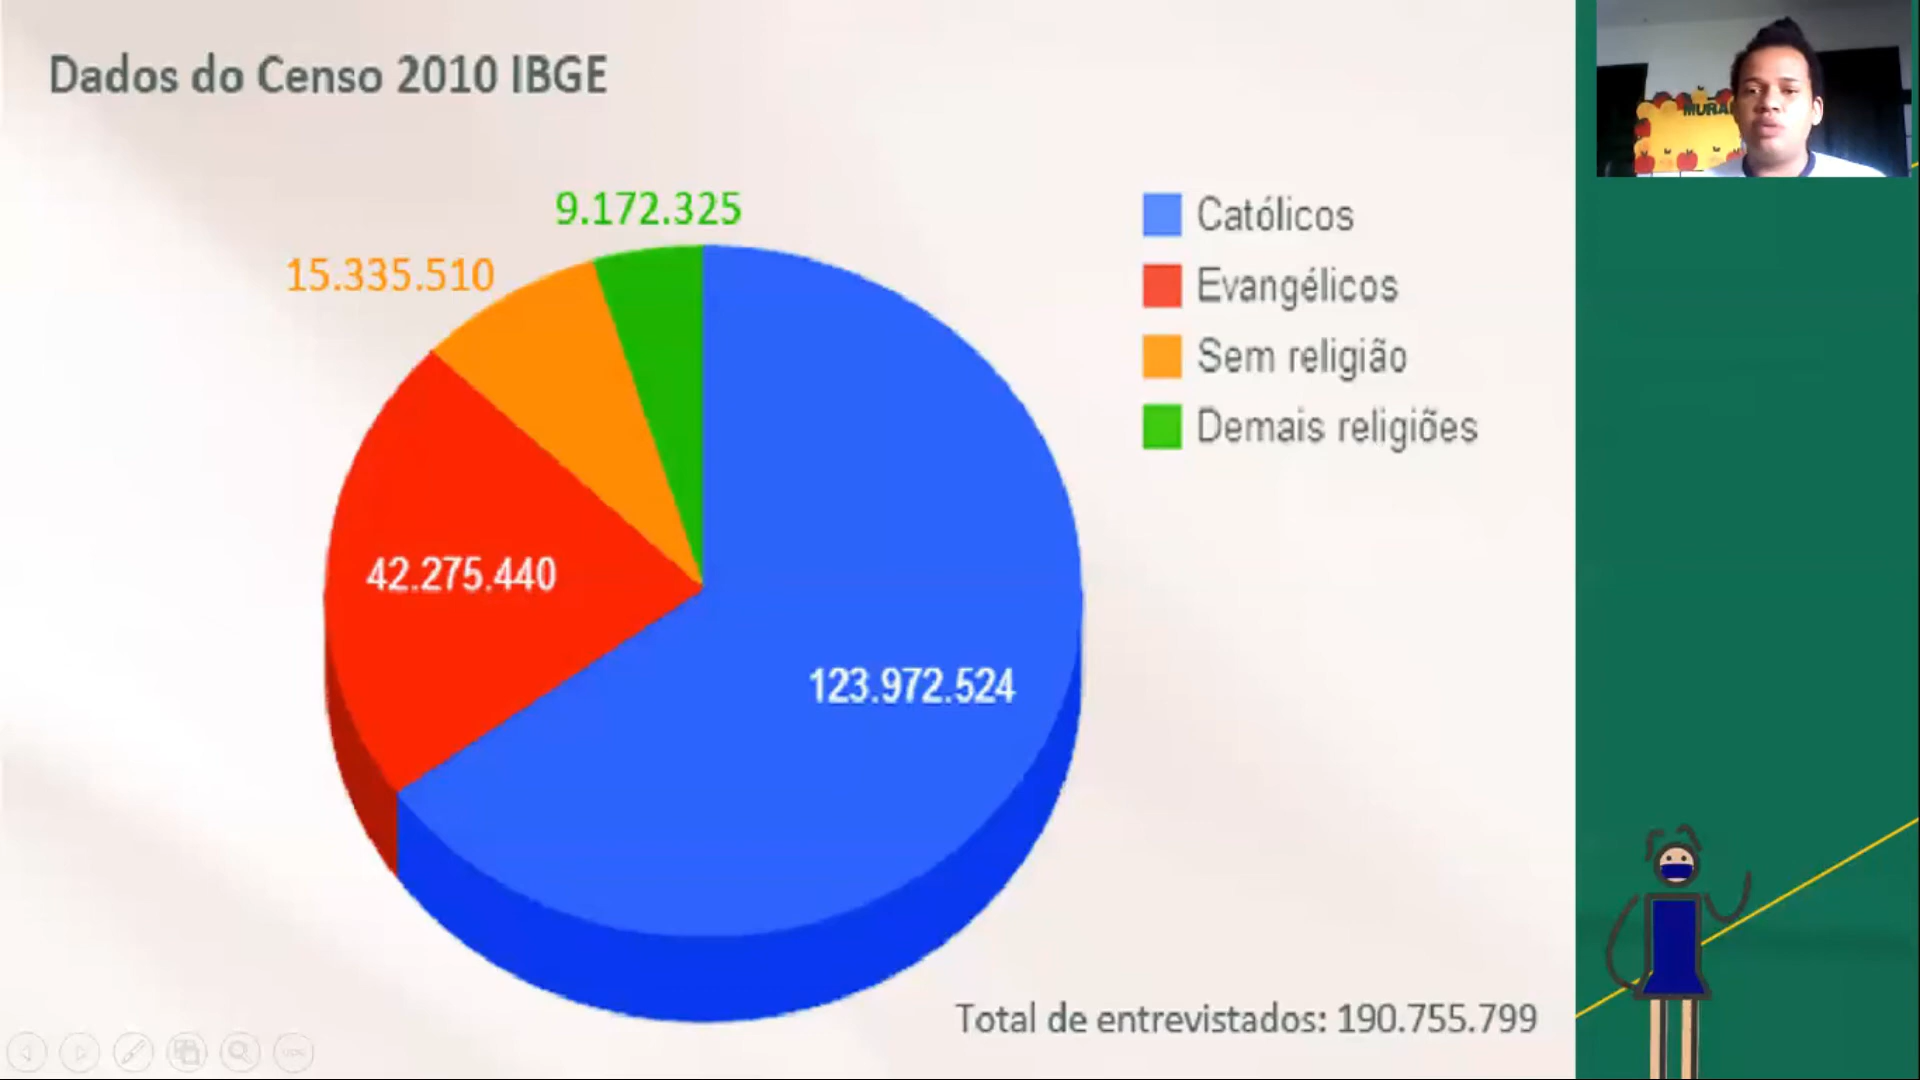 Dados do Censo 2010 IBGE
9.172.325
15.335.510
42.275.440
123.972.524
Católicos
Evangélicos
Sem religião
Demais religiões
Total de entrevistados: 190.755.799